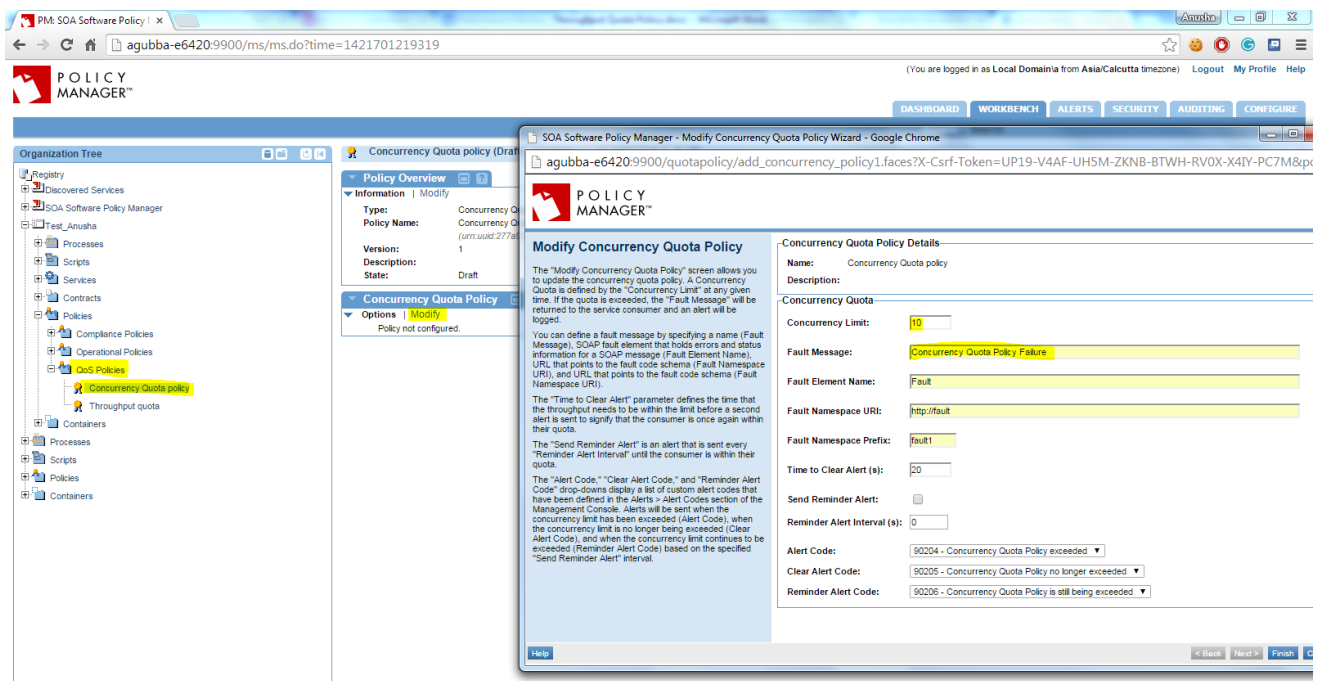 PM: SOA Software Policy
Anusha
agubba-e6420:9900/ms/ms.do?time=1421701219319
POLICY
MANAGER™
(You are logged in as Local Domain\a from Asia/Calcutta timezone) Logout My Profile Help
DASHBOARD WORKBENCH ALERTS SECURITY AUDITING CONFIGURE
Organization Tree
Registry
Discovered Services
SOA Software Policy Manager
Test_Anusha
Processes
Scripts
Services
Contracts
Policies
Compliance Policies
Operational Policies
QoS Policies
Concurrency Quota policy
Throughput quota
Containers
Processes
Scripts
Policies
Containers
Concurrency Quota policy (Draft
Policy Overview
Information | Modify
Type: Concurrency Q
Policy Name: Concurrency Q
(urn:uuid:277a9
Version: 1
Description:
State: Draft
Concurrency Quota Policy
Options | Modify
Policy not configured.
SOA Software Policy Manager - Modify Concurrency Quota Policy Wizard - Google Chrome
agubba-e6420:9900/quotapolicy/add_concurrency_policy1.faces?X-Csrf-Token=UP19-V4AF-UH5M-ZKNB-BTWH-RV0X-X4IY-PC7M&po
POLICY
MANAGER™
Modify Concurrency Quota Policy
The "Modify Concurrency Quota Policy" screen allows you
to update the concurrency quota policy. A Concurrency
Quota is defined by the "Concurrency Limit" at any given
time. If the quota is exceeded, the "Fault Message" will be
returned to the service consumer and an alert will be
logged.
You can define a fault message by specifying a name (Fault
Message), SOAP fault element that holds errors and status
information for a SOAP message (Fault Element Name),
URL that points to the fault code schema (Fault Namespace
URI), and URL that points to the fault code schema (Fault
Namespace URI).
The "Time to Clear Alert" parameter defines the time that
the throughput needs to be within the limit before a second
alert is sent to signify that the consumer is once again within
their quota.
The "Send Reminder Alert" is an alert that is sent every
"Reminder Alert Interval" until the consumer is within their
quota.
The "Alert Code," "Clear Alert Code," and "Reminder Alert
Code" drop-downs display a list of custom alert codes that
have been defined in the Alerts > Alert Codes section of the
Management Console. Alerts will be sent when the
concurrency limit has been exceeded (Alert Code), when
the concurrency limit is no longer being exceeded (Clear
Alert Code), and when the concurrency limit continues to be
exceeded (Reminder Alert Code) based on the specified
"Send Reminder Alert" interval.
Concurrency Quota Policy Details
Name: Concurrency Quota policy
Description:
Concurrency Quota
Concurrency Limit: 10
Fault Message: Concurrency Quota Policy Failure
Fault Element Name: Fault
Fault Namespace URI: http://fault
Fault Namespace Prefix: fault1
Time to Clear Alert (s): 20
Send Reminder Alert:
Reminder Alert Interval (s): 0
Alert Code: 90204 - Concurrency Quota Policy exceeded
Clear Alert Code: 90205 - Concurrency Quota Policy no longer exceeded
Reminder Alert Code: 90206 - Concurrency Quota Policy is still being exceeded
Help
< Back Next > Finish C